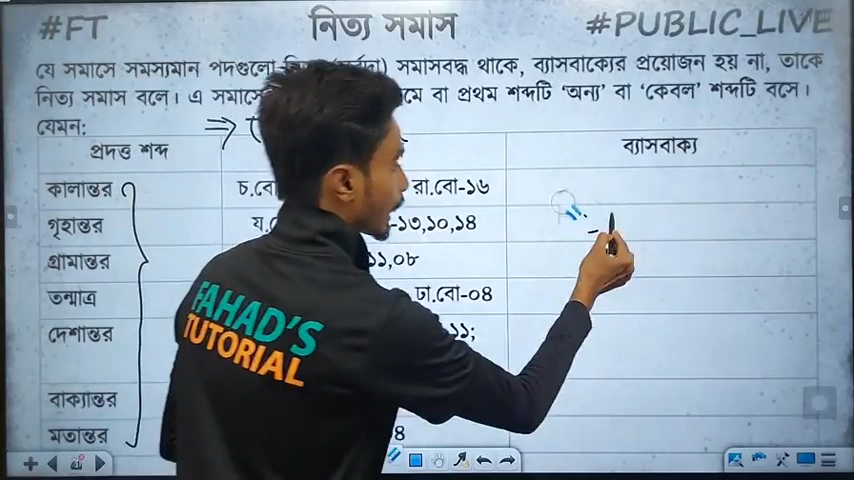 #FT নিত্য সমাস #PUBLIC_LIVE
যে সমাসে সমস্যমান পদগুলো সমাসবদ্ধ থাকে, ব্যাসবাক্যের প্রয়োজন হয় না, তাকে
নিত্য সমাস বলে। এ বা প্রথম শব্দটি ‘অন্য’ বা ‘কেবল’ শব্দটি বসে।
যেমন:
প্রদত্ত শব্দ ব্যাসবাক্য
কালান্তর রা.বো-১৬
গৃহান্তর ১৩,১০,১৪
গ্রামান্তর ১১,০৮
তন্মাত্র ঢা.বো-০৪
দেশান্তর
বাক্যান্তর
মতান্তর
FAHAD'S
TUTORIAL